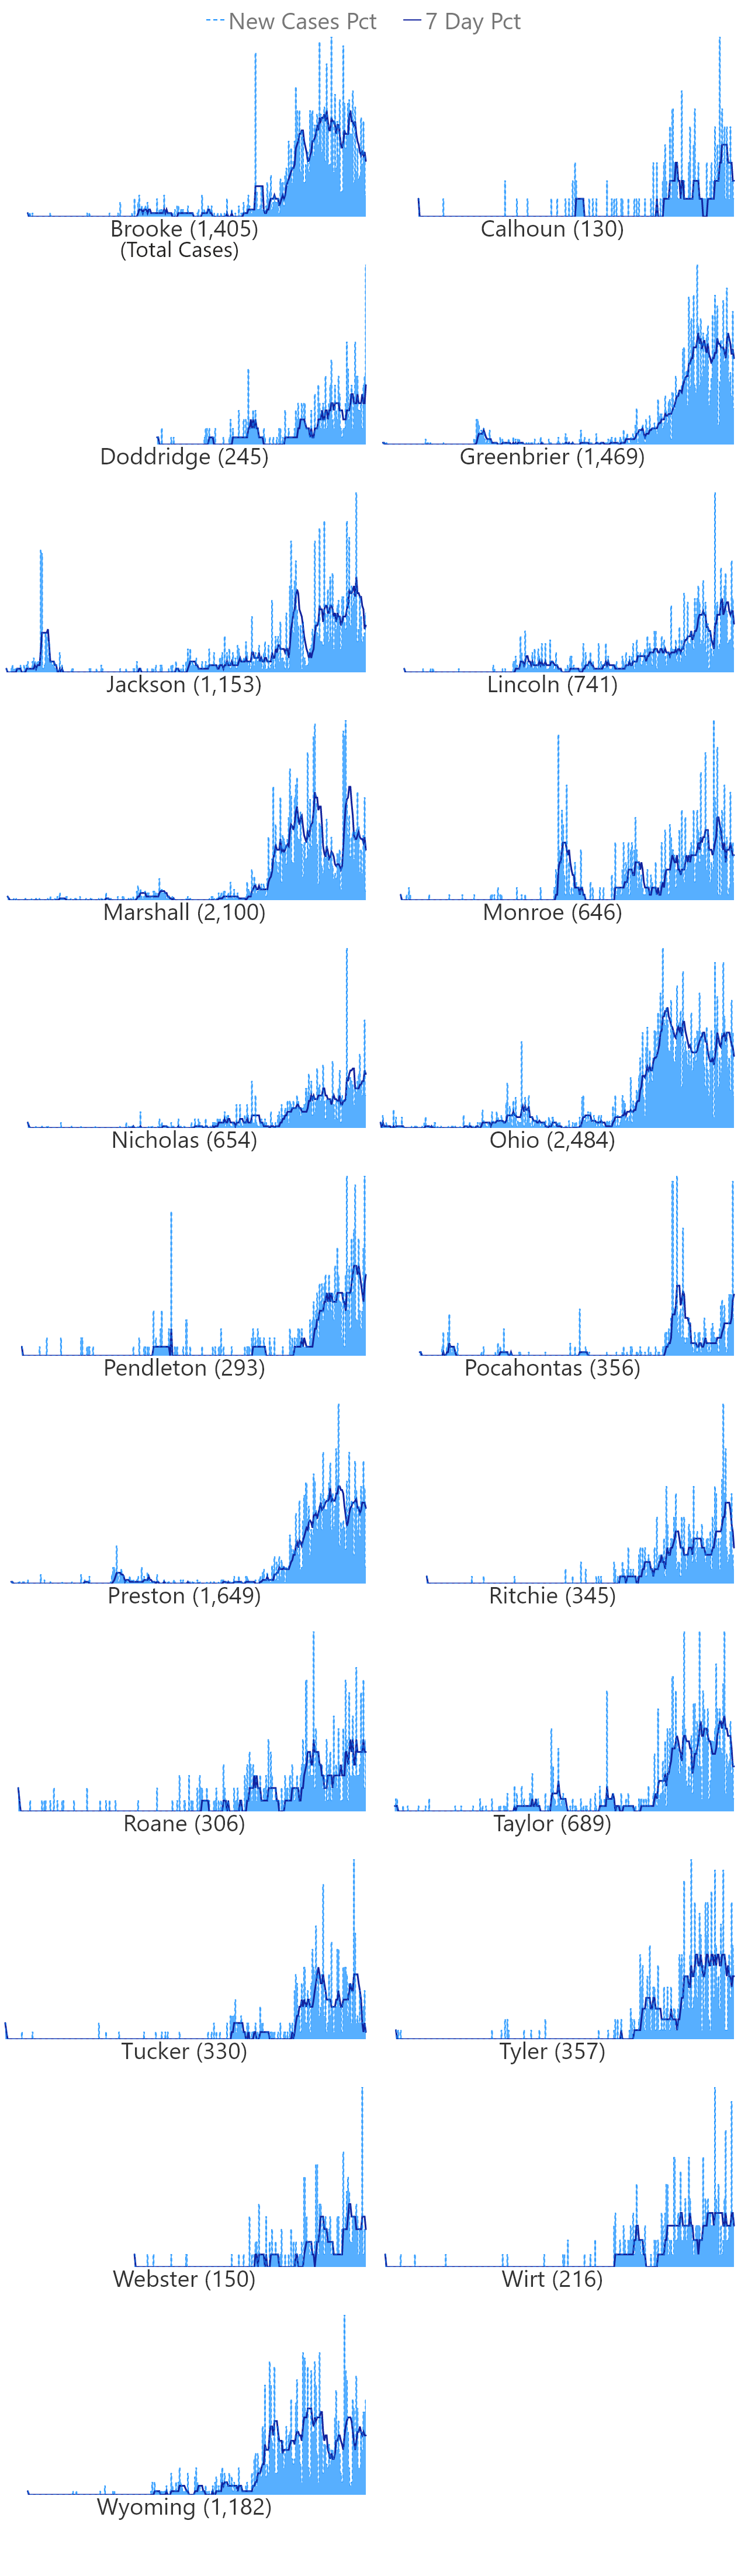 New Cases Pct 7 Day Pct
Brooke (1,405) Calhoun (130)
(Total Cases)
Doddridge (245) Greenbrier (1,469)
Jackson (1,153) Lincoln (741)
Marshall (2,100) Monroe (646)
Nicholas (654) Ohio (2,484)
Pendleton (293) Pocahontas (356)
Preston (1,649) Ritchie (345)
Roane (306) Taylor (689)
Tucker (330) Tyler (357)
Webster (150) Wirt (216)
Wyoming (1,182)